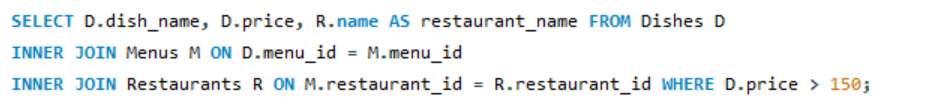 SELECT D.dish_name, D.price, R.name AS restaurant_name FROM Dishes D
INNER JOIN Menus M ON D.menu_id = M.menu_id
INNER JOIN Restaurants R ON M.restaurant_id = R.restaurant_id WHERE D.price > 150;